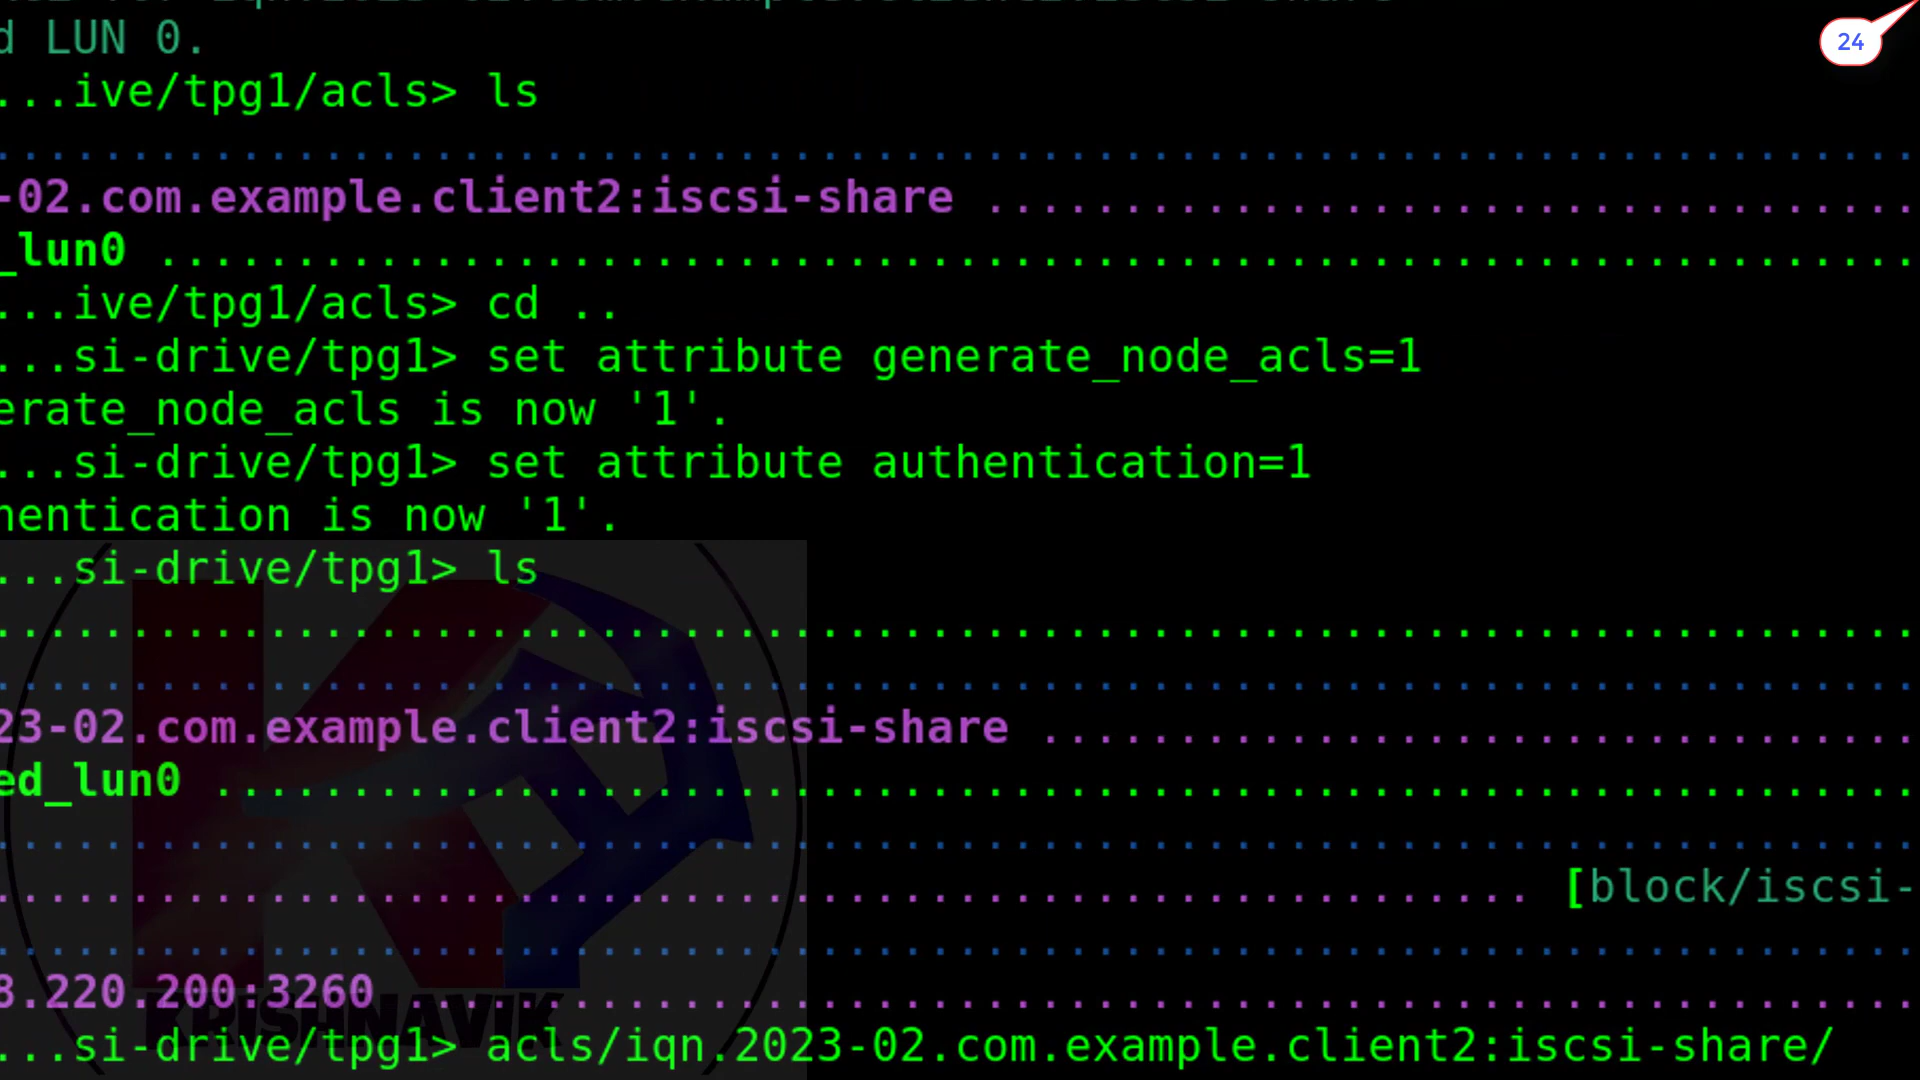 24
d LUN 0.
...ive/tpg1/acls> ls
-02.com.example.client2:iscsi-share ..................................
_lun0 ................................................................
...ive/tpg1/acls> cd ..
...si-drive/tpg1> set attribute generate_node_acls=1
erate_node_acls is now '1'.
...si-drive/tpg1> set attribute authentication=1
hentication is now '1'.
...si-drive/tpg1> ls
23-02.com.example.client2:iscsi-share ................................
ed_lun0 ..............................................................
[block/iscsi-
8.220.200:3260 .......................................................
KRISHNAVIK
...si-drive/tpg1> acls/iqn.2023-02.com.example.client2:iscsi-share/